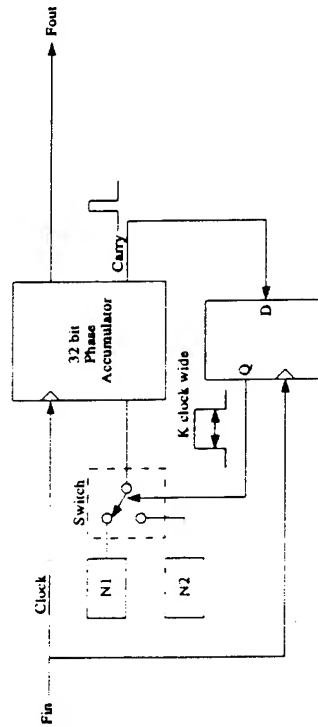 Fin
Clock
Fout
32 bit
Phase
Accumulator
Carry
Switch
N1
N2
K clock wide
Q
D